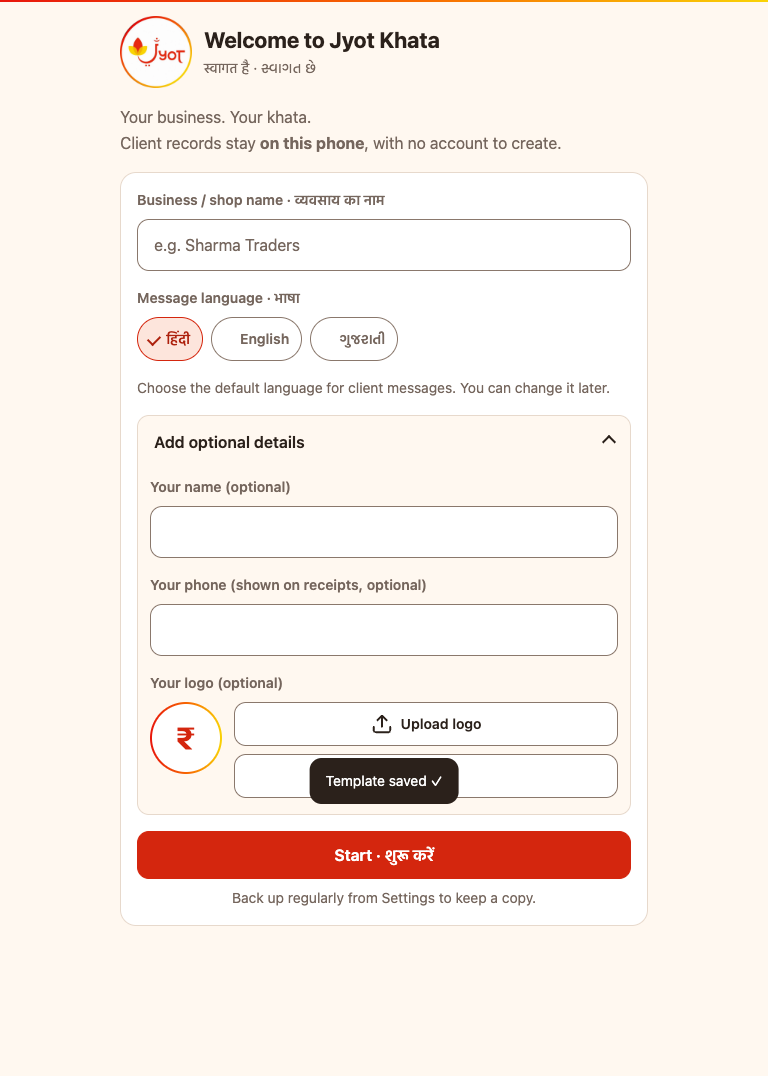 Jyot
Welcome to Jyot Khata
स्वागत है · સ્વાગત છે
Your business. Your khata.
Client records stay on this phone, with no account to create.
Business / shop name · व्यवसाय का नाम
e.g. Sharma Traders
Message language · भाषा
हिंदी English ગુજરાતી
Choose the default language for client messages. You can change it later.
Add optional details
Your name (optional)
Your phone (shown on receipts, optional)
Your logo (optional)
₹
Upload logo
Template saved ✓
Start · शुरू करें
Back up regularly from Settings to keep a copy.